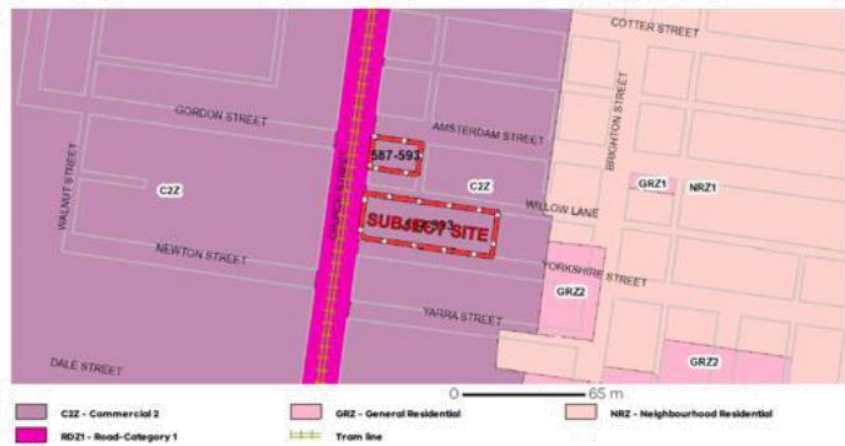 COTTER STREET
GORDON STREET
AMSTERDAM STREET
BRIGHTON STREET
587-593
WALNUT STREET
C2Z
C2Z
GRZ1
NRZ1
CHURCH STREET
WILLOW LANE
SUBJECT SITE
NEWTON STREET
YORKSHIRE STREET
GRZ2
YARRA STREET
GRZ2
DALE STREET
0 65 m
C2Z - Commercial 2
GRZ - General Residential
NRZ - Neighbourhood Residential
RDZ1 - Road-Category 1
Tram line